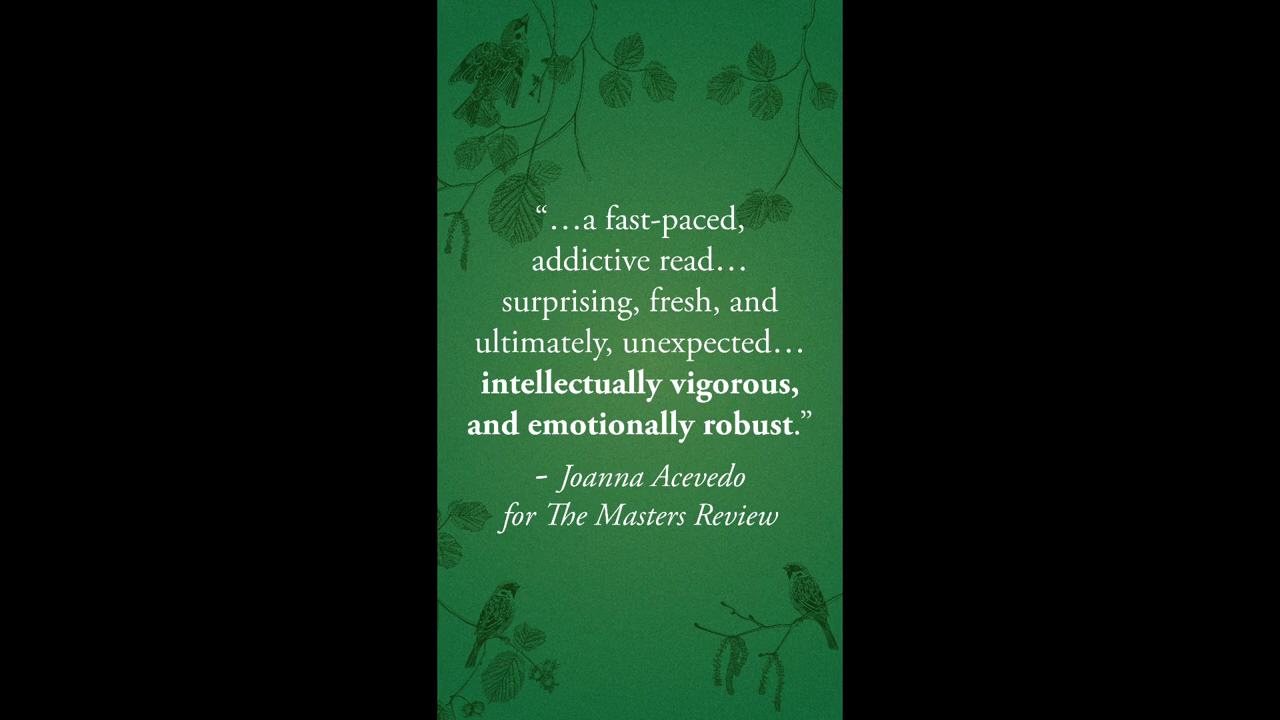 “…a fast-paced,
addictive read…
surprising, fresh, and
ultimately, unexpected…
intellectually vigorous,
and emotionally robust.”
- Joanna Acevedo
for The Masters Review